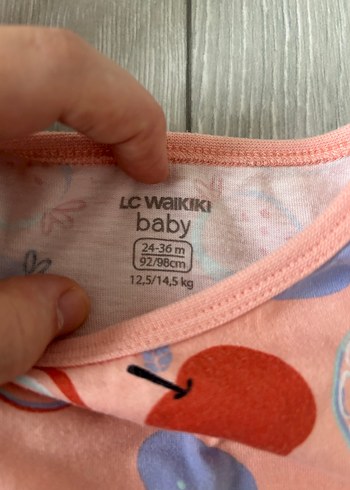 LC WAIKIKI
baby
24-36 m
92/98cm
12,5/14,5 kg